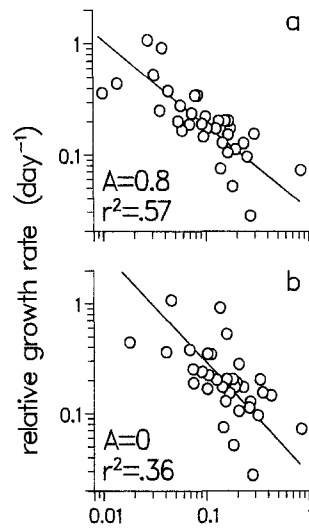 a
1
0.1
A=0.8
r²=.57
relative growth rate (day⁻¹)
b
1
0.1
A=0
r²=.36
0.01
0.1
1